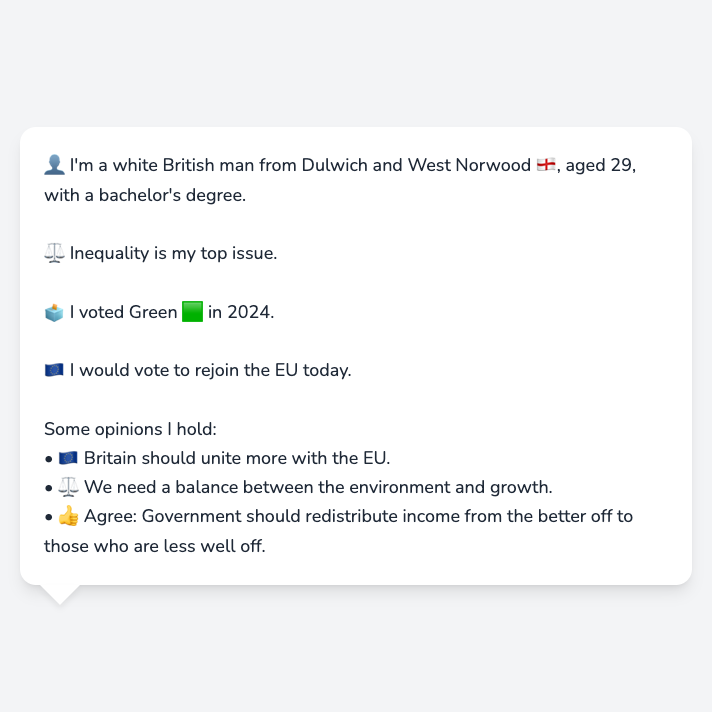 👤 I'm a white British man from Dulwich and West Norwood 🏴󠁧󠁢󠁥󠁮󠁧󠁿, aged 29,
with a bachelor's degree.
⚖️ Inequality is my top issue.
🗳️ I voted Green 🟩 in 2024.
🇪🇺 I would vote to rejoin the EU today.
Some opinions I hold:
• 🇪🇺 Britain should unite more with the EU.
• ⚖️ We need a balance between the environment and growth.
• 👍 Agree: Government should redistribute income from the better off to
those who are less well off.